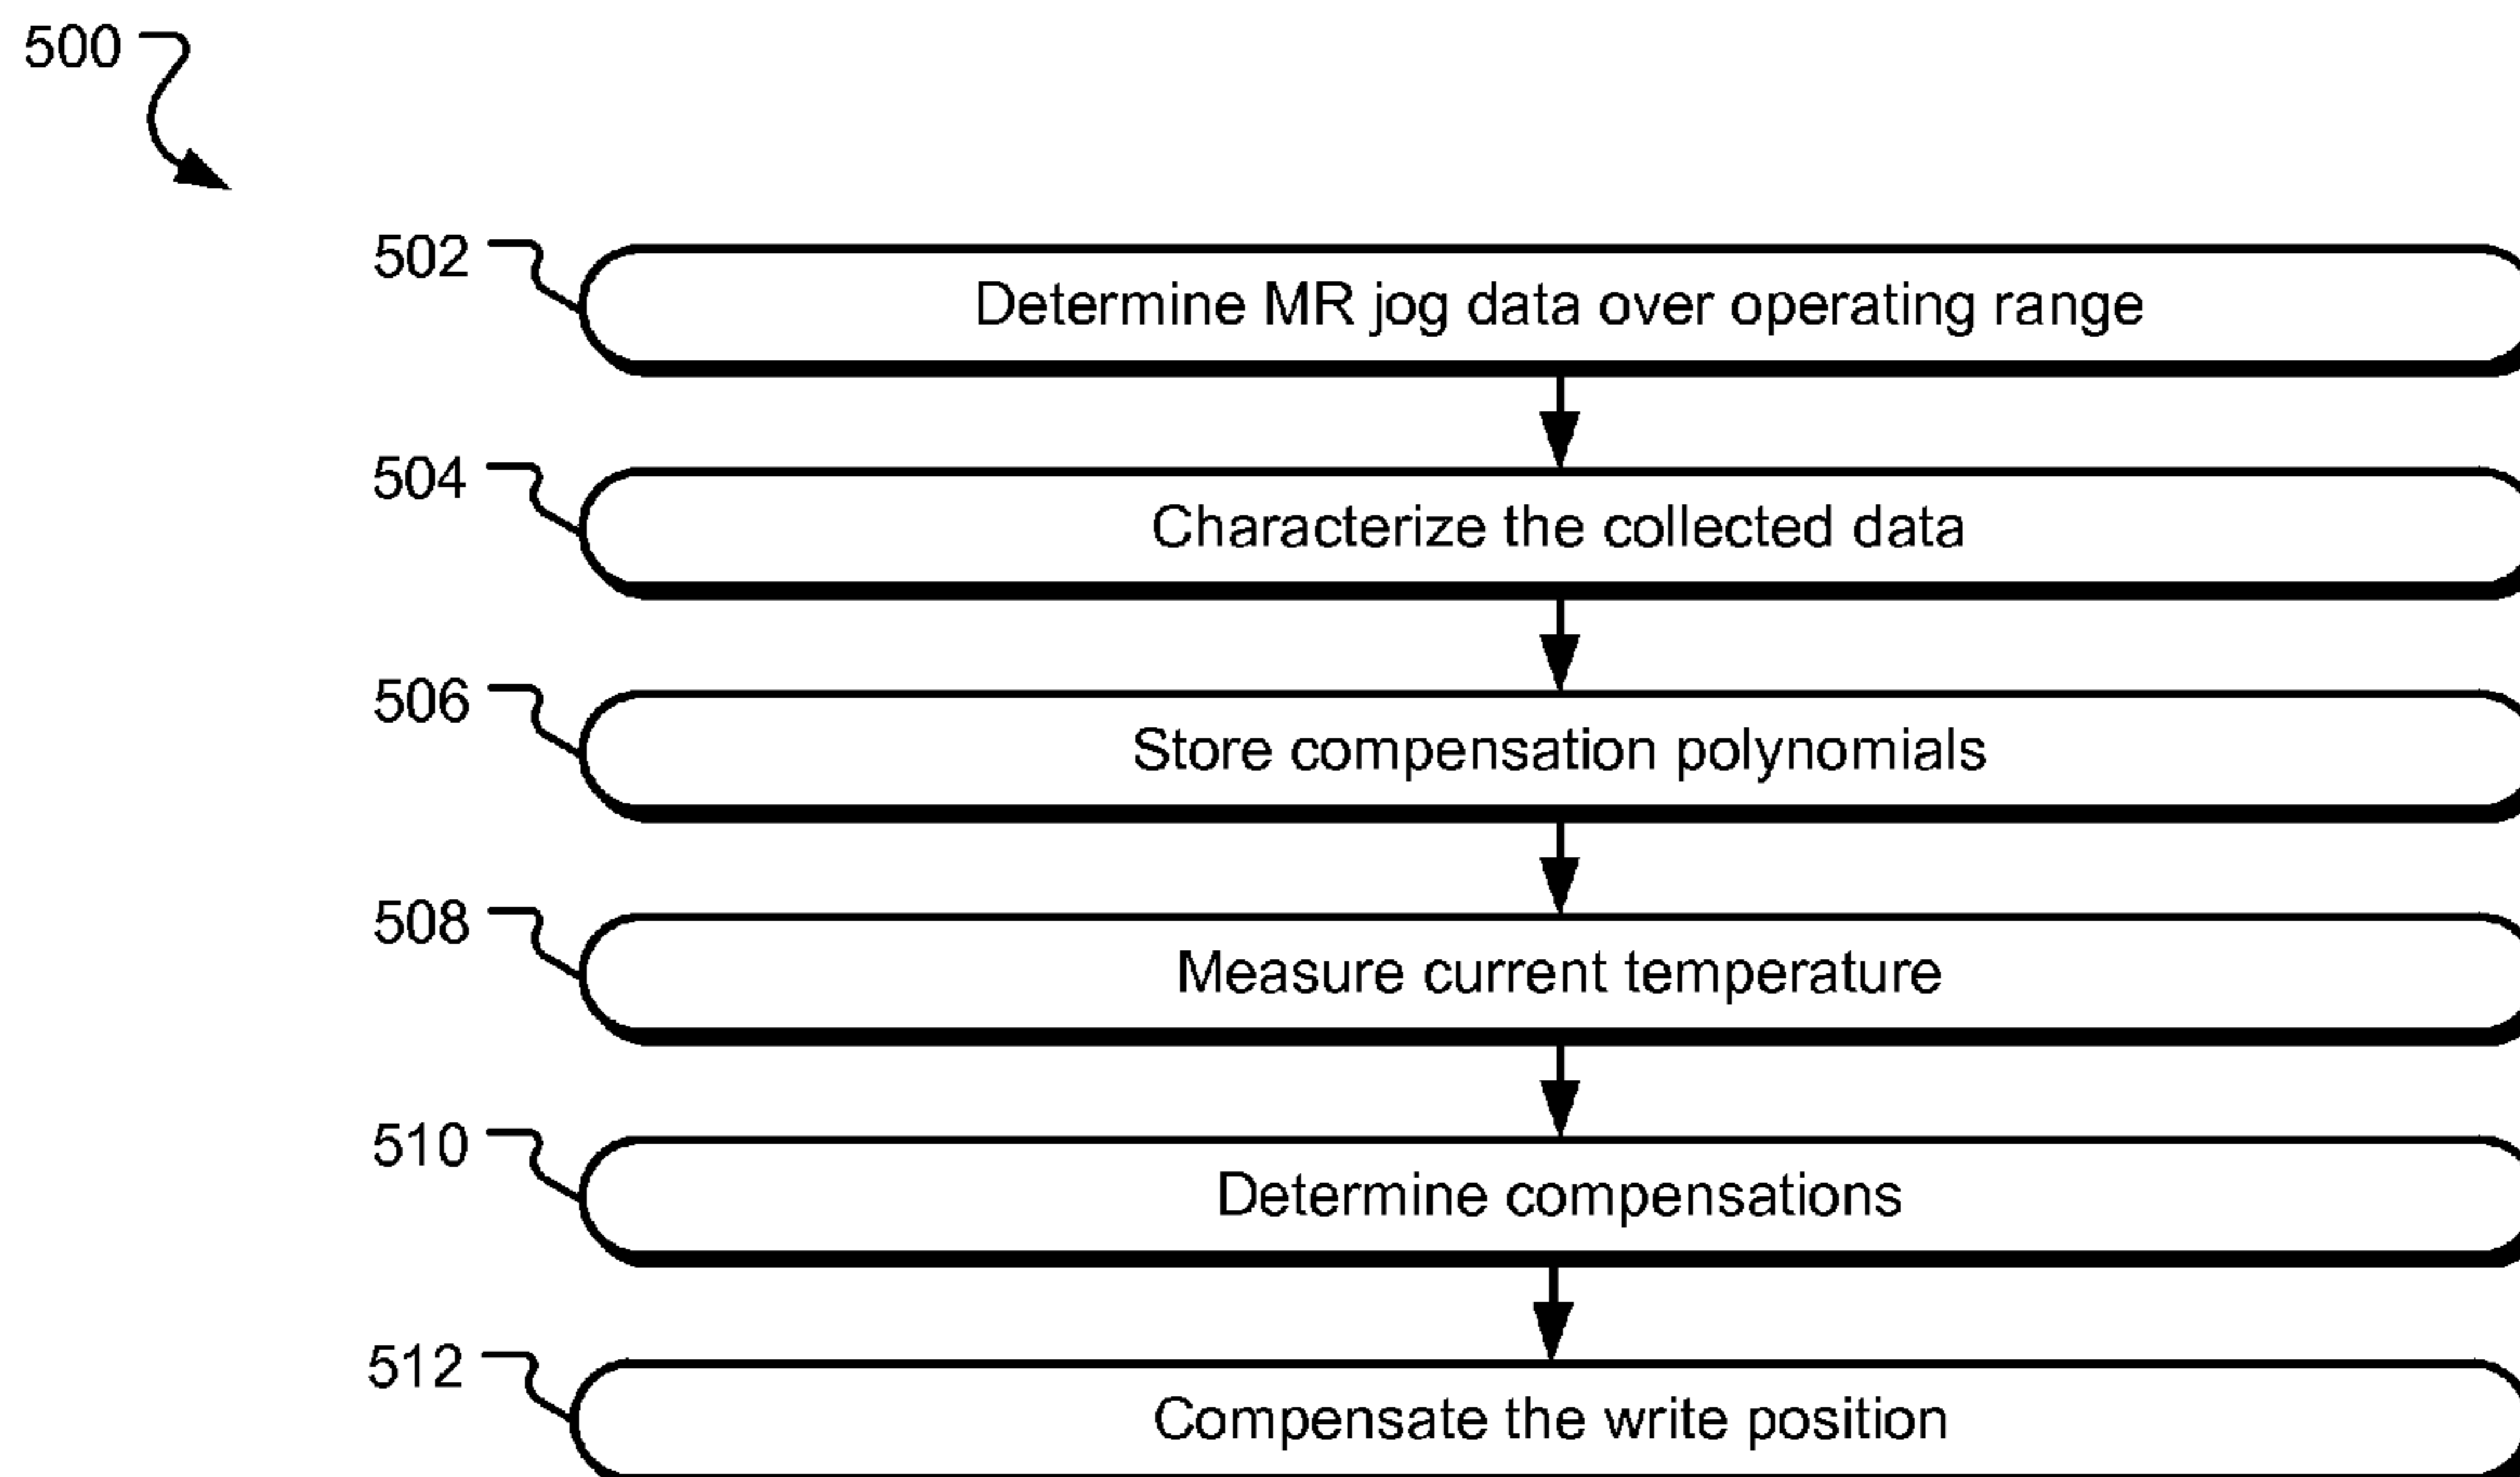 500
502 Determine MR jog data over operating range
504 Characterize the collected data
506 Store compensation polynomials
508 Measure current temperature
510 Determine compensations
512 Compensate the write position